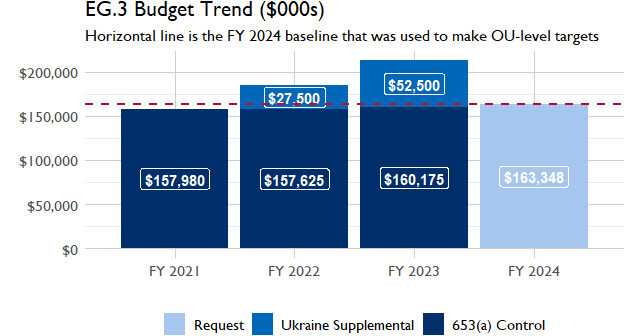 EG.3 Budget Trend ($000s)
Horizontal line is the FY 2024 baseline that was used to make OU-level targets
$200,000
$150,000
$100,000
$50,000
$0
$157,980
$27,500
$157,625
$52,500
$160,175
$163,348
FY 2021
FY 2022
FY 2023
FY 2024
Request
Ukraine Supplemental
653(a) Control